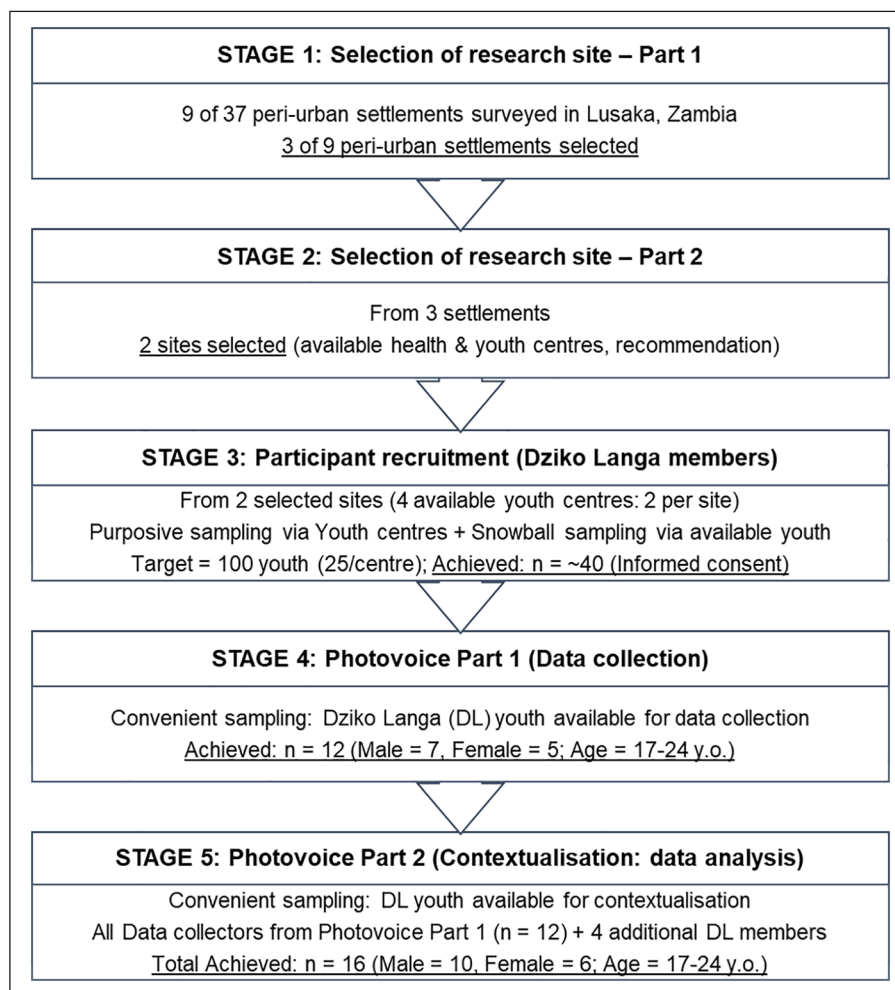 STAGE 1: Selection of research site – Part 1
9 of 37 peri-urban settlements surveyed in Lusaka, Zambia
3 of 9 peri-urban settlements selected
STAGE 2: Selection of research site – Part 2
From 3 settlements
2 sites selected (available health & youth centres, recommendation)
STAGE 3: Participant recruitment (Dziko Langa members)
From 2 selected sites (4 available youth centres: 2 per site)
Purposive sampling via Youth centres + Snowball sampling via available youth
Target = 100 youth (25/centre); Achieved: n = ~40 (Informed consent)
STAGE 4: Photovoice Part 1 (Data collection)
Convenient sampling: Dziko Langa (DL) youth available for data collection
Achieved: n = 12 (Male = 7, Female = 5; Age = 17-24 y.o.)
STAGE 5: Photovoice Part 2 (Contextualisation: data analysis)
Convenient sampling: DL youth available for contextualisation
All Data collectors from Photovoice Part 1 (n = 12) + 4 additional DL members
Total Achieved: n = 16 (Male = 10, Female = 6; Age = 17-24 y.o.)